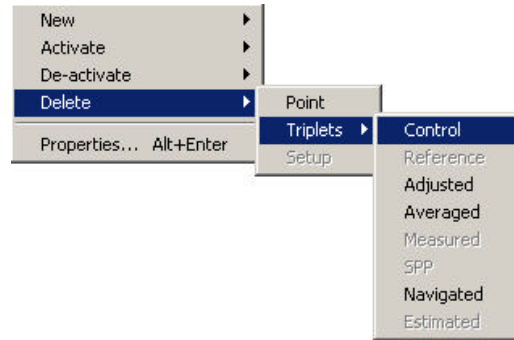 New
Activate
De-activate
Delete
Properties... Alt+Enter
Point
Triplets
Setup
Control
Reference
Adjusted
Averaged
Measured
SPP
Navigated
Estimated